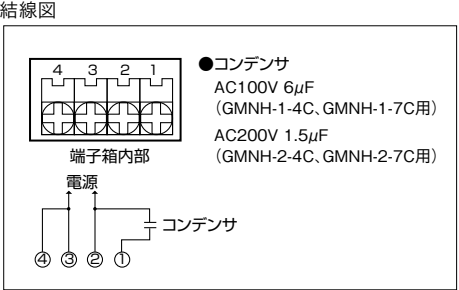 結線図
4 3 2 1
端子箱内部
電源
コンデンサ
④ ③ ② ①
●コンデンサ
AC100V 6μF
(GMNH-1-4C、GMNH-1-7C用)
AC200V 1.5μF
(GMNH-2-4C、GMNH-2-7C用)